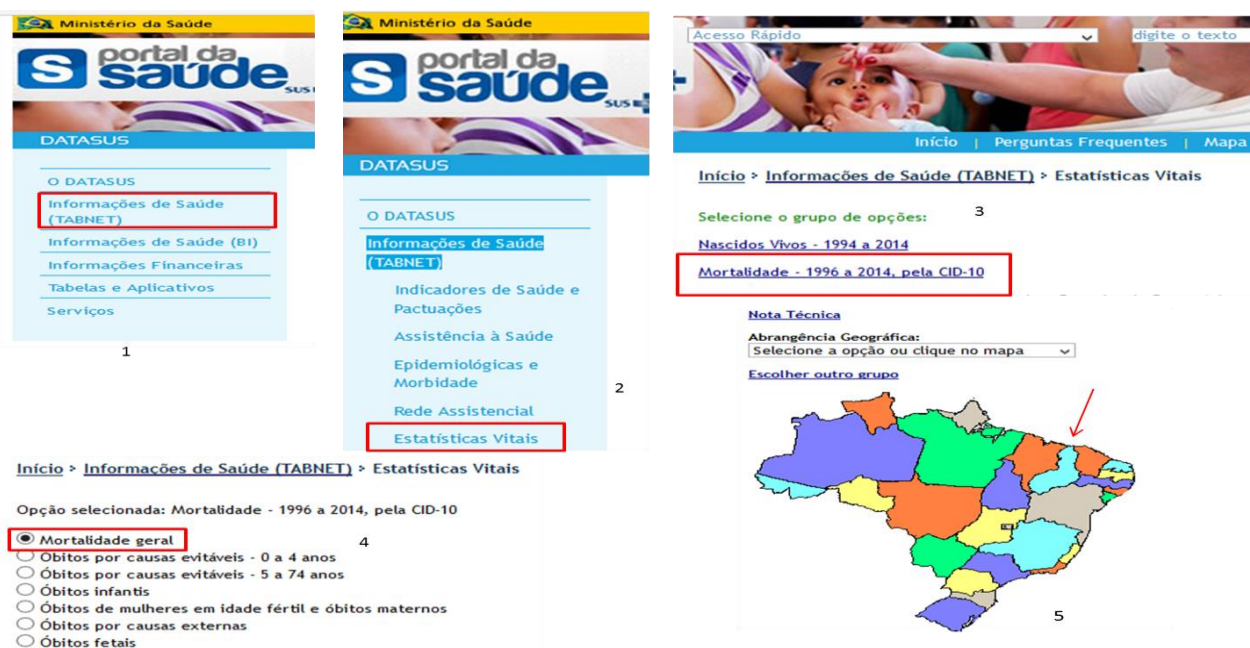 Ministério da Saúde
portal da
saúde
SUS
DATASUS
O DATASUS
Informações de Saúde
(TABNET)
Informações de Saúde (BI)
Informações Financeiras
Tabelas e Aplicativos
Serviços
1
Ministério da Saúde
portal da
saúde
SUS
DATASUS
O DATASUS
Informações de Saúde
(TABNET)
Indicadores de Saúde e
Pactuações
Assistência à Saúde
Epidemiológicas e
Morbidade
Rede Assistencial
Estatísticas Vitais
2
Acesso Rápido
digite o texto
Início | Perguntas Frequentes | Mapa
Início > Informações de Saúde (TABNET) > Estatísticas Vitais
Selecione o grupo de opções:
3
Nascidos Vivos - 1994 a 2014
Mortalidade - 1996 a 2014, pela CID-10
Início > Informações de Saúde (TABNET) > Estatísticas Vitais
Opção selecionada: Mortalidade - 1996 a 2014, pela CID-10
Mortalidade geral
4
Óbitos por causas evitáveis - 0 a 4 anos
Óbitos por causas evitáveis - 5 a 74 anos
Óbitos infantis
Óbitos de mulheres em idade fértil e óbitos maternos
Óbitos por causas externas
Óbitos fetais
Nota Técnica
Abrangência Geográfica:
Selecione a opção ou clique no mapa
Escolher outro grupo
5